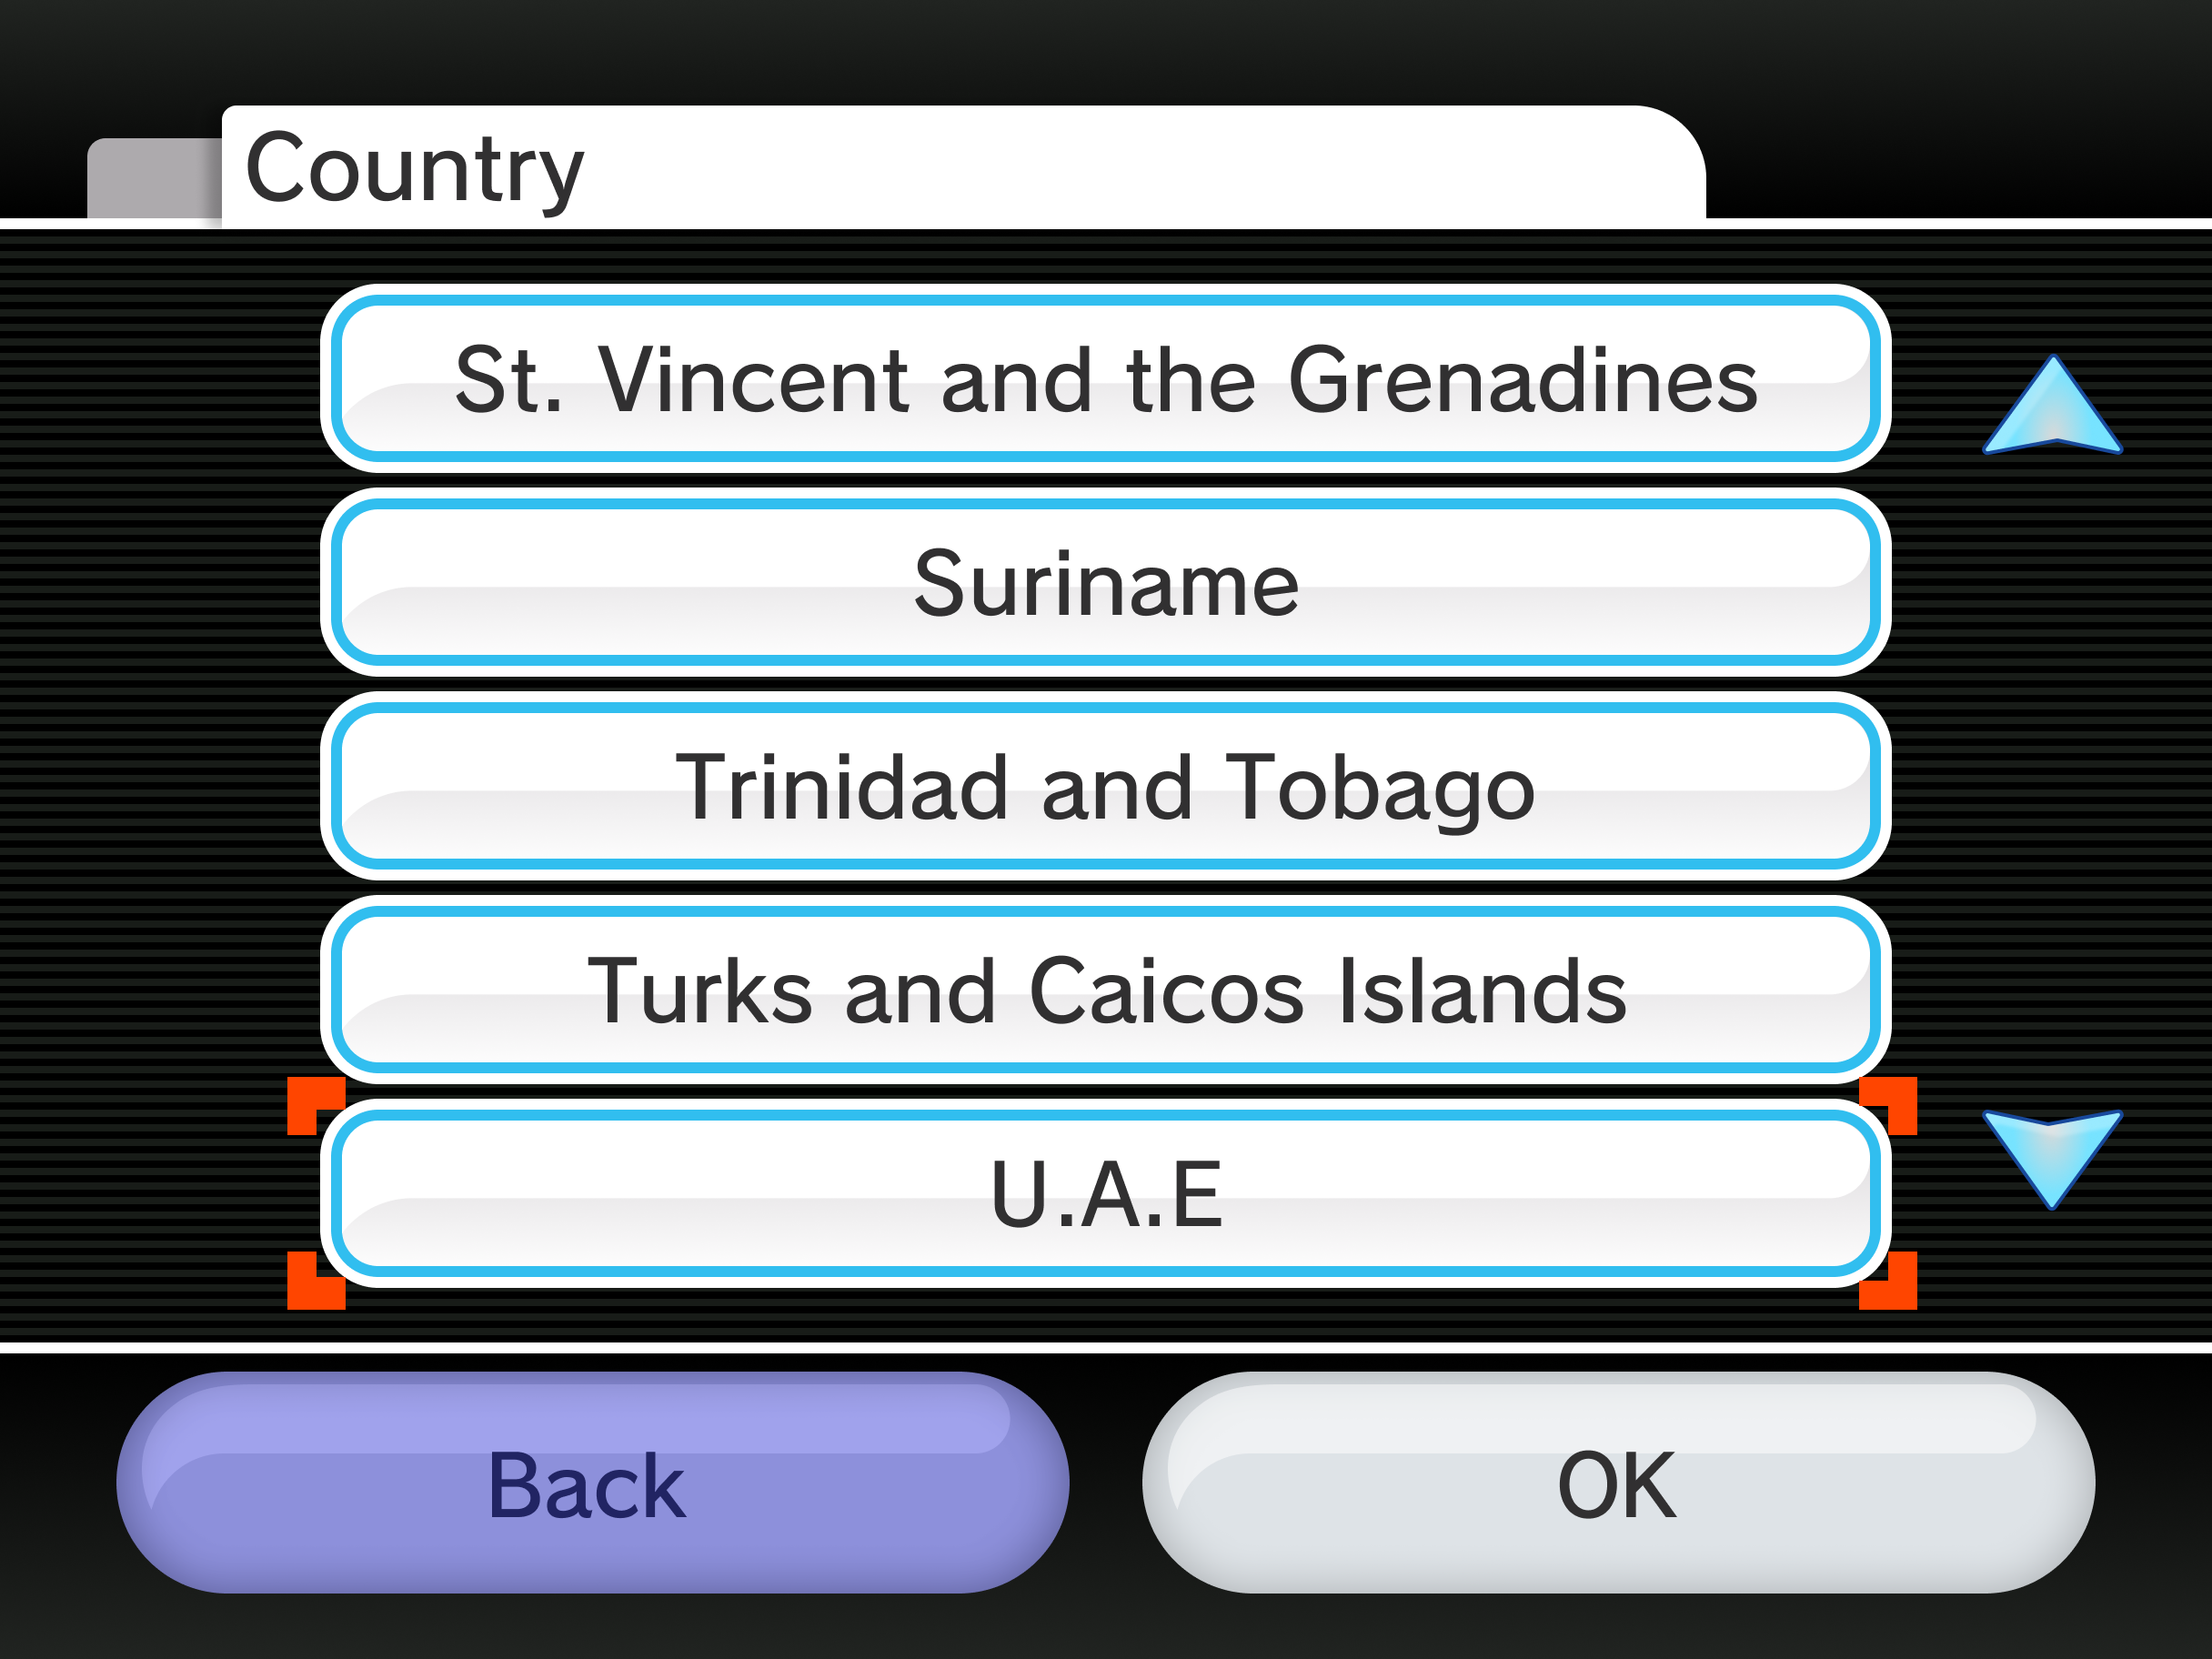 Country
St. Vincent and the Grenadines
Suriname
Trinidad and Tobago
Turks and Caicos Islands
U.A.E
Back
OK